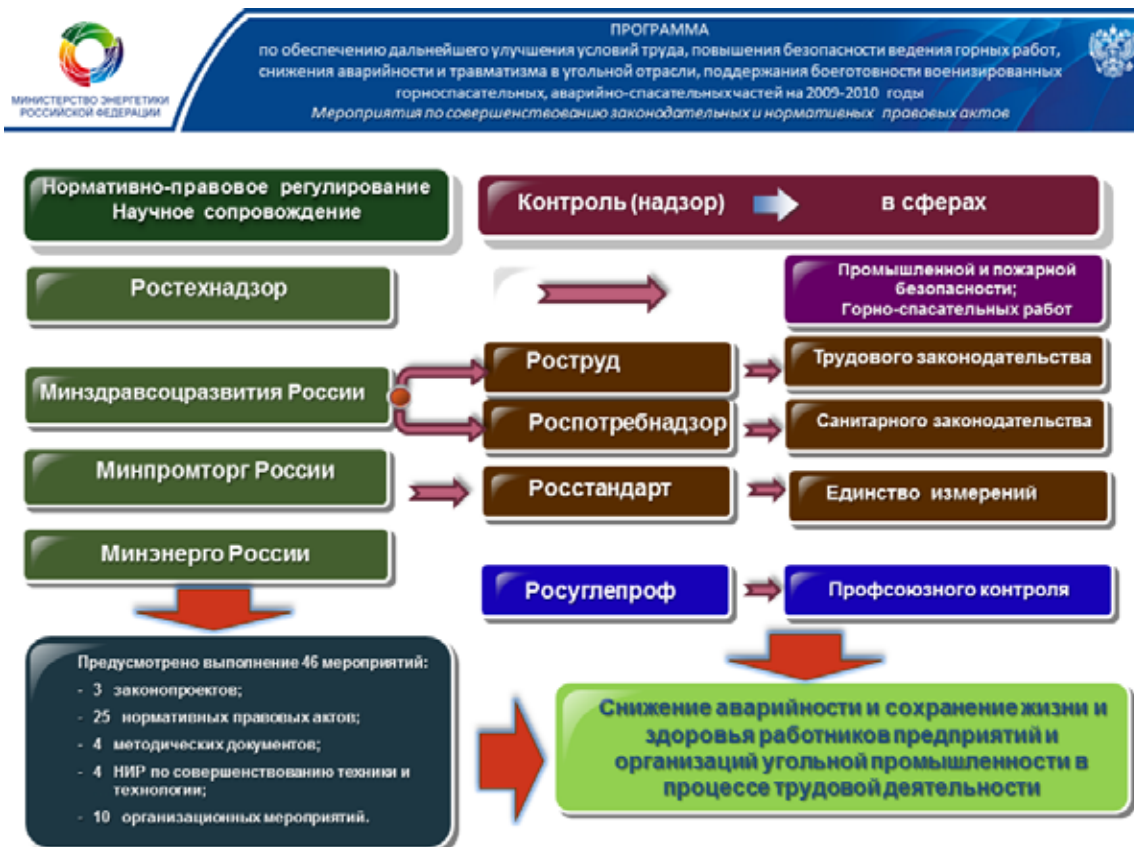 МИНИСТЕРСТВО ЭНЕРГЕТИКИ
РОССИЙСКОЙ ФЕДЕРАЦИИ
ПРОГРАММА
по обеспечению дальнейшего улучшения условий труда, повышения безопасности ведения горных работ,
снижения аварийности и травматизма в угольной отрасли, поддержания боеготовности военизированных
горноспасательных, аварийно-спасательных частей на 2009-2010 годы
Мероприятия по совершенствованию законодательных и нормативных правовых актов
Нормативно-правовое регулирование
Научное сопровождение
Контроль (надзор) в сферах
Ростехнадзор
Промышленной и пожарной
безопасности;
Горно-спасательных работ
Минздравсоцразвития России
Роструд
Трудового законодательства
Роспотребнадзор
Санитарного законодательства
Минпромторг России
Росстандарт
Единство измерений
Минэнерго России
Росуглепроф
Профсоюзного контроля
Предусмотрено выполнение 46 мероприятий:
- 3 законопроектов;
- 25 нормативных правовых актов;
- 4 методических документов;
- 4 НИР по совершенствованию техники и
технологии;
- 10 организационных мероприятий.
Снижение аварийности и сохранение жизни и
здоровья работников предприятий и
организаций угольной промышленности в
процессе трудовой деятельности